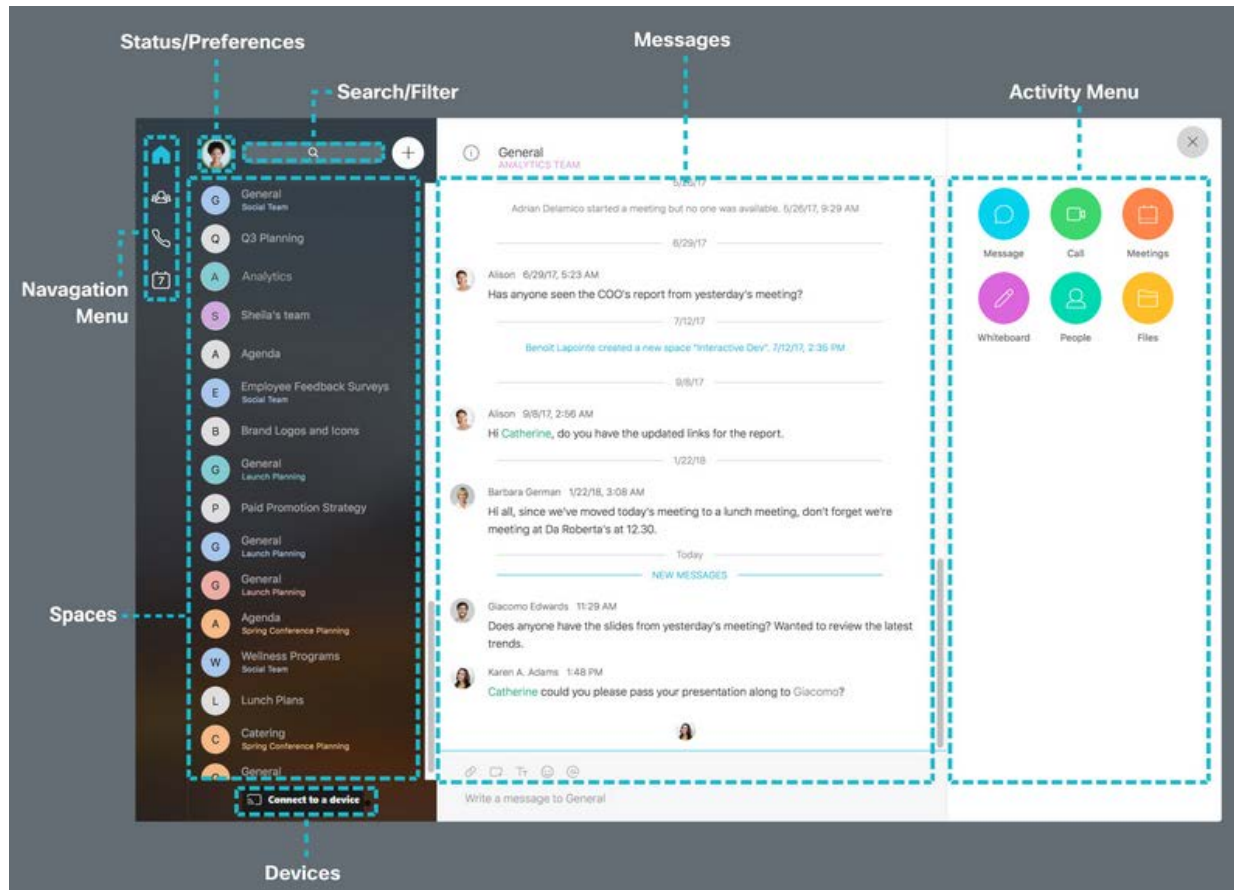 Status/Preferences
Messages
Search/Filter
Activity Menu
Navagation
Menu
Spaces
Devices
7
General
Social Team
Q
Q3 Planning
A
Analytics
S
Sheila's team
A
Agenda
E
Employee Feedback Surveys
Social Team
B
Brand Logos and Icons
G
General
Launch Planning
P
Paid Promotion Strategy
G
General
Launch Planning
G
General
Launch Planning
A
Agenda
Spring Conference Planning
W
Wellness Programs
Social Team
L
Lunch Plans
C
Catering
Spring Conference Planning
General
Connect to a device
General
ANALYTICS TEAM
Adrian Delamico started a meeting but no one was available. 5/26/17, 9:29 AM
6/29/17
Alison 6/29/17, 5:23 AM
Has anyone seen the COO's report from yesterday's meeting?
7/12/17
Benoit Lapointe created a new space "Interactive Dev". 7/12/17, 2:35 PM
9/8/17
Alison 9/8/17, 2:56 AM
Hi Catherine, do you have the updated links for the report.
1/22/18
Barbara German 1/22/18, 3:08 AM
Hi all, since we've moved today's meeting to a lunch meeting, don't forget we're
meeting at Da Roberta's at 12.30.
Today
NEW MESSAGES
Giacomo Edwards 11:29 AM
Does anyone have the slides from yesterday's meeting? Wanted to review the latest
trends.
Karen A. Adams 1:48 PM
Catherine could you please pass your presentation along to Giacomo?
Write a message to General
Message
Call
Meetings
Whiteboard
People
Files